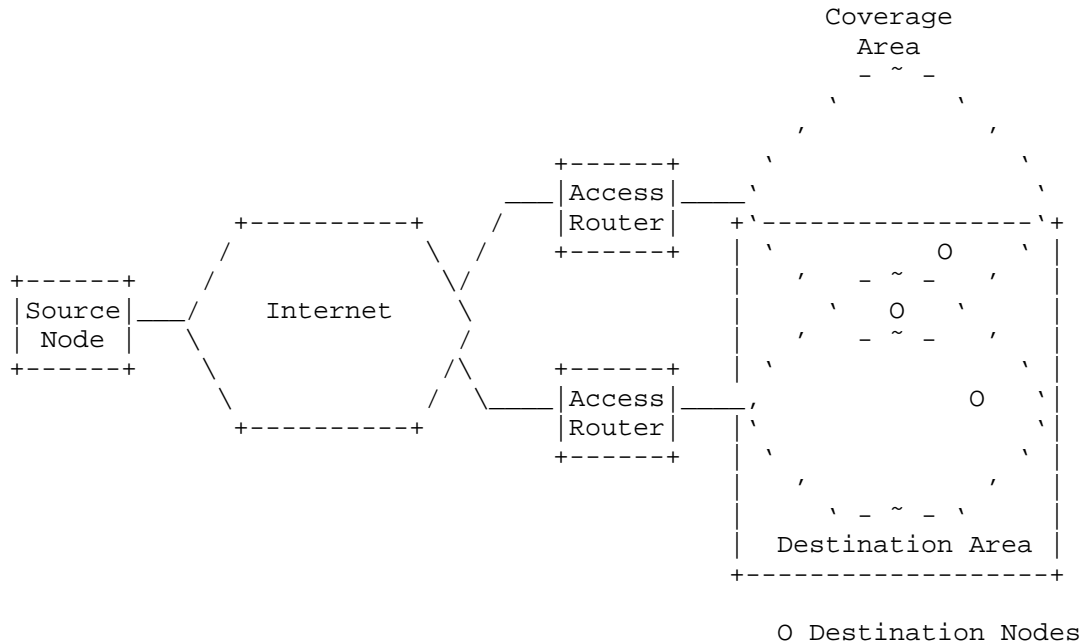 Coverage
Area
Access
Router
Source
Node
Internet
O
O
Access
Router
O
Destination Area
O Destination Nodes